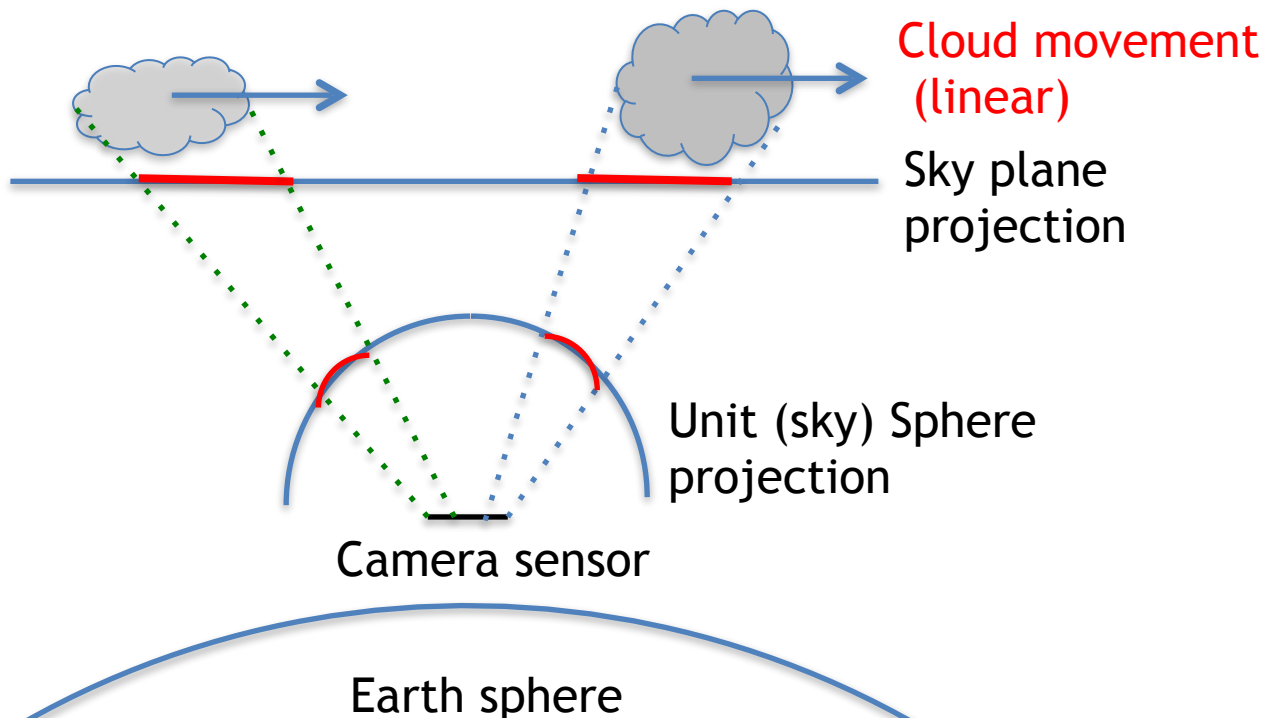 Cloud movement
(linear)
Sky plane
projection
Unit (sky) Sphere
projection
Camera sensor
Earth sphere